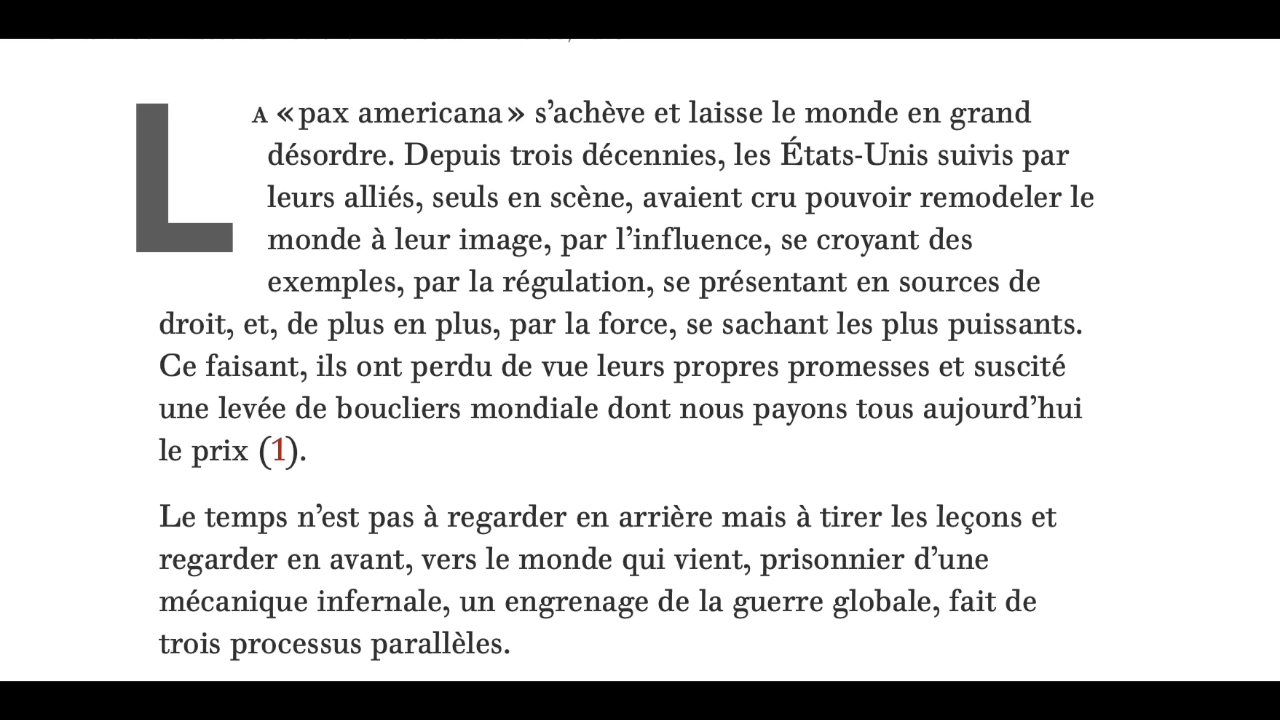 LA « pax americana » s’achève et laisse le monde en grand
désordre. Depuis trois décennies, les États-Unis suivis par
leurs alliés, seuls en scène, avaient cru pouvoir remodeler le
monde à leur image, par l’influence, se croyant des
exemples, par la régulation, se présentant en sources de
droit, et, de plus en plus, par la force, se sachant les plus puissants.
Ce faisant, ils ont perdu de vue leurs propres promesses et suscité
une levée de boucliers mondiale dont nous payons tous aujourd’hui
le prix (1).
Le temps n’est pas à regarder en arrière mais à tirer les leçons et
regarder en avant, vers le monde qui vient, prisonnier d’une
mécanique infernale, un engrenage de la guerre globale, fait de
trois processus parallèles.